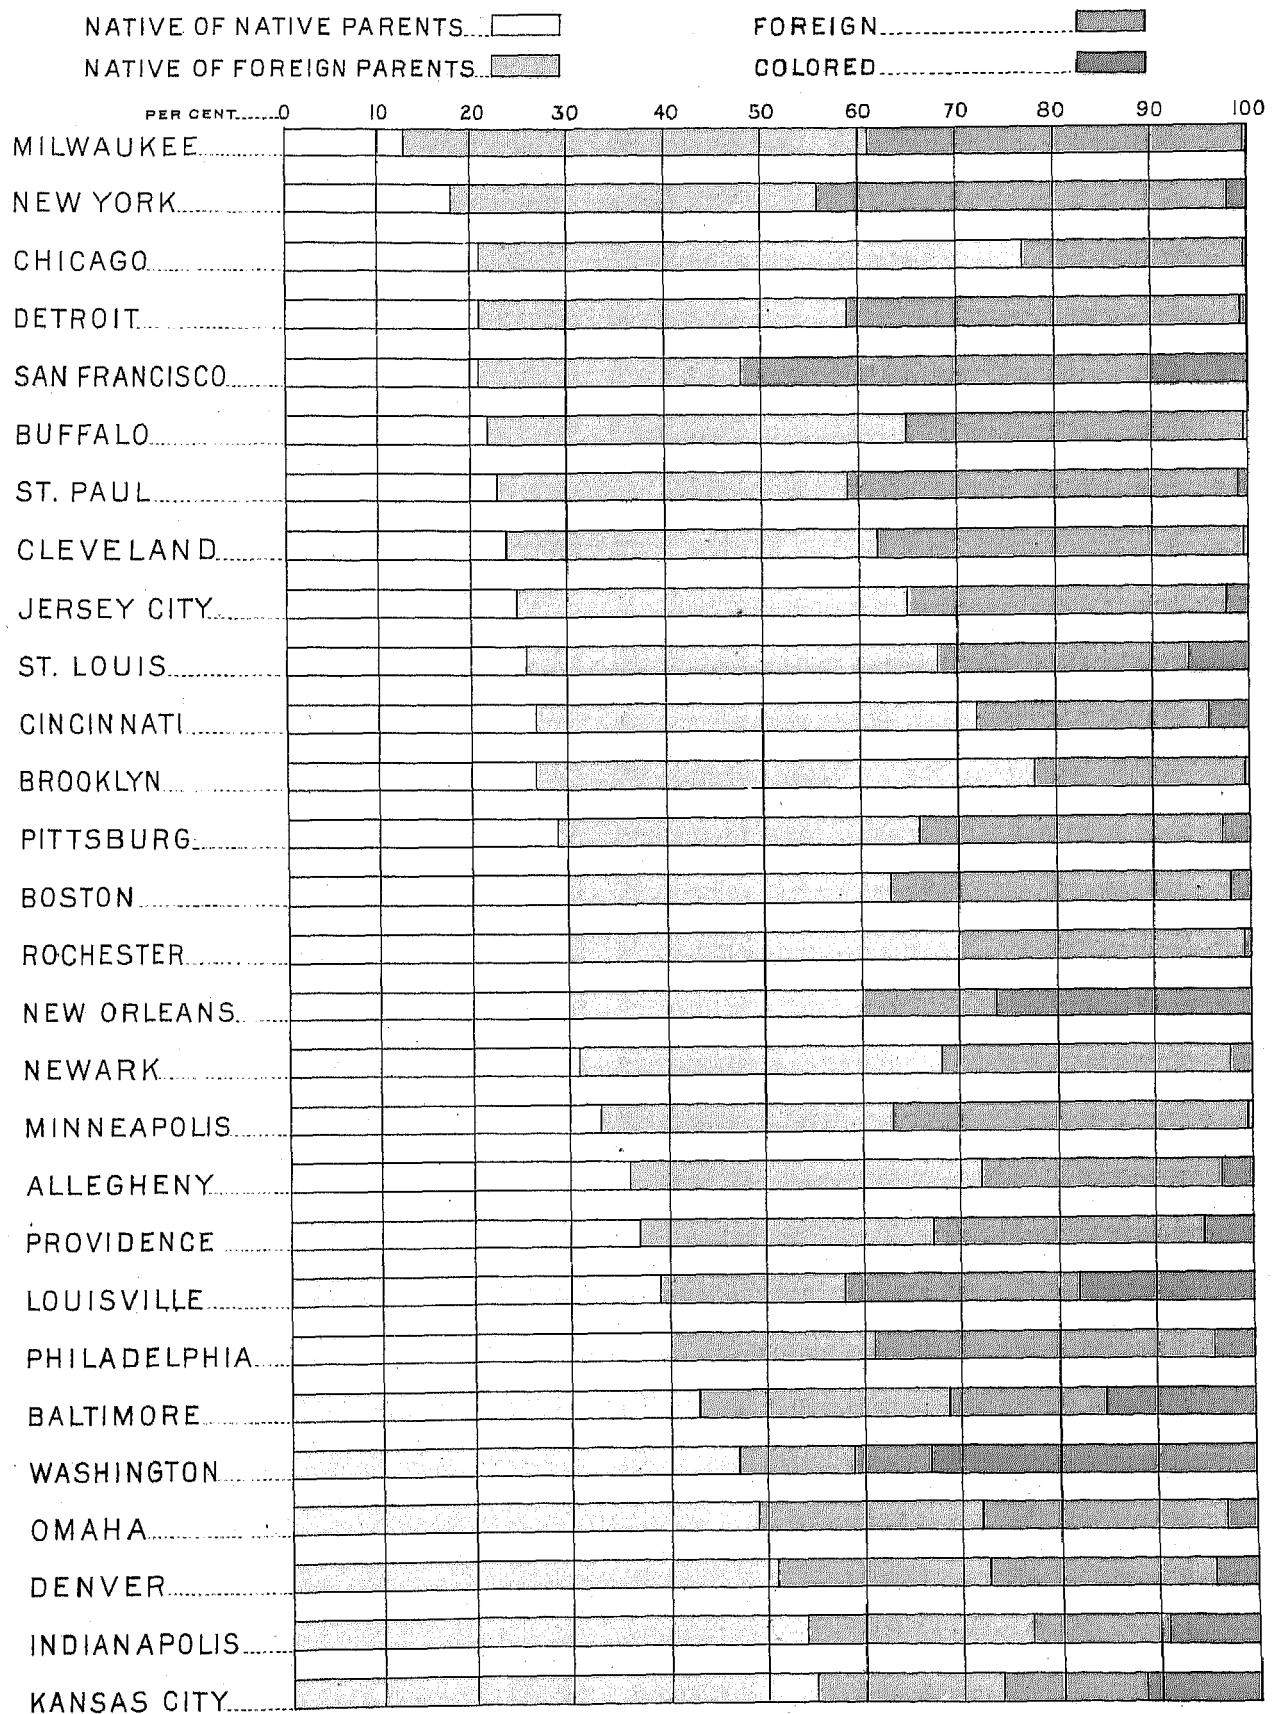 NATIVE OF NATIVE PARENTS
FOREIGN
NATIVE OF FOREIGN PARENTS
COLORED
PER CENT 0 10 20 30 40 50 60 70 80 90 100
MILWAUKEE
NEW YORK
CHICAGO
DETROIT
SAN FRANCISCO
BUFFALO
ST. PAUL
CLEVELAND
JERSEY CITY
ST. LOUIS
CINCINNATI
BROOKLYN
PITTSBURG
BOSTON
ROCHESTER
NEW ORLEANS
NEWARK
MINNEAPOLIS
ALLEGHENY
PROVIDENCE
LOUISVILLE
PHILADELPHIA
BALTIMORE
WASHINGTON
OMAHA
DENVER
INDIANAPOLIS
KANSAS CITY